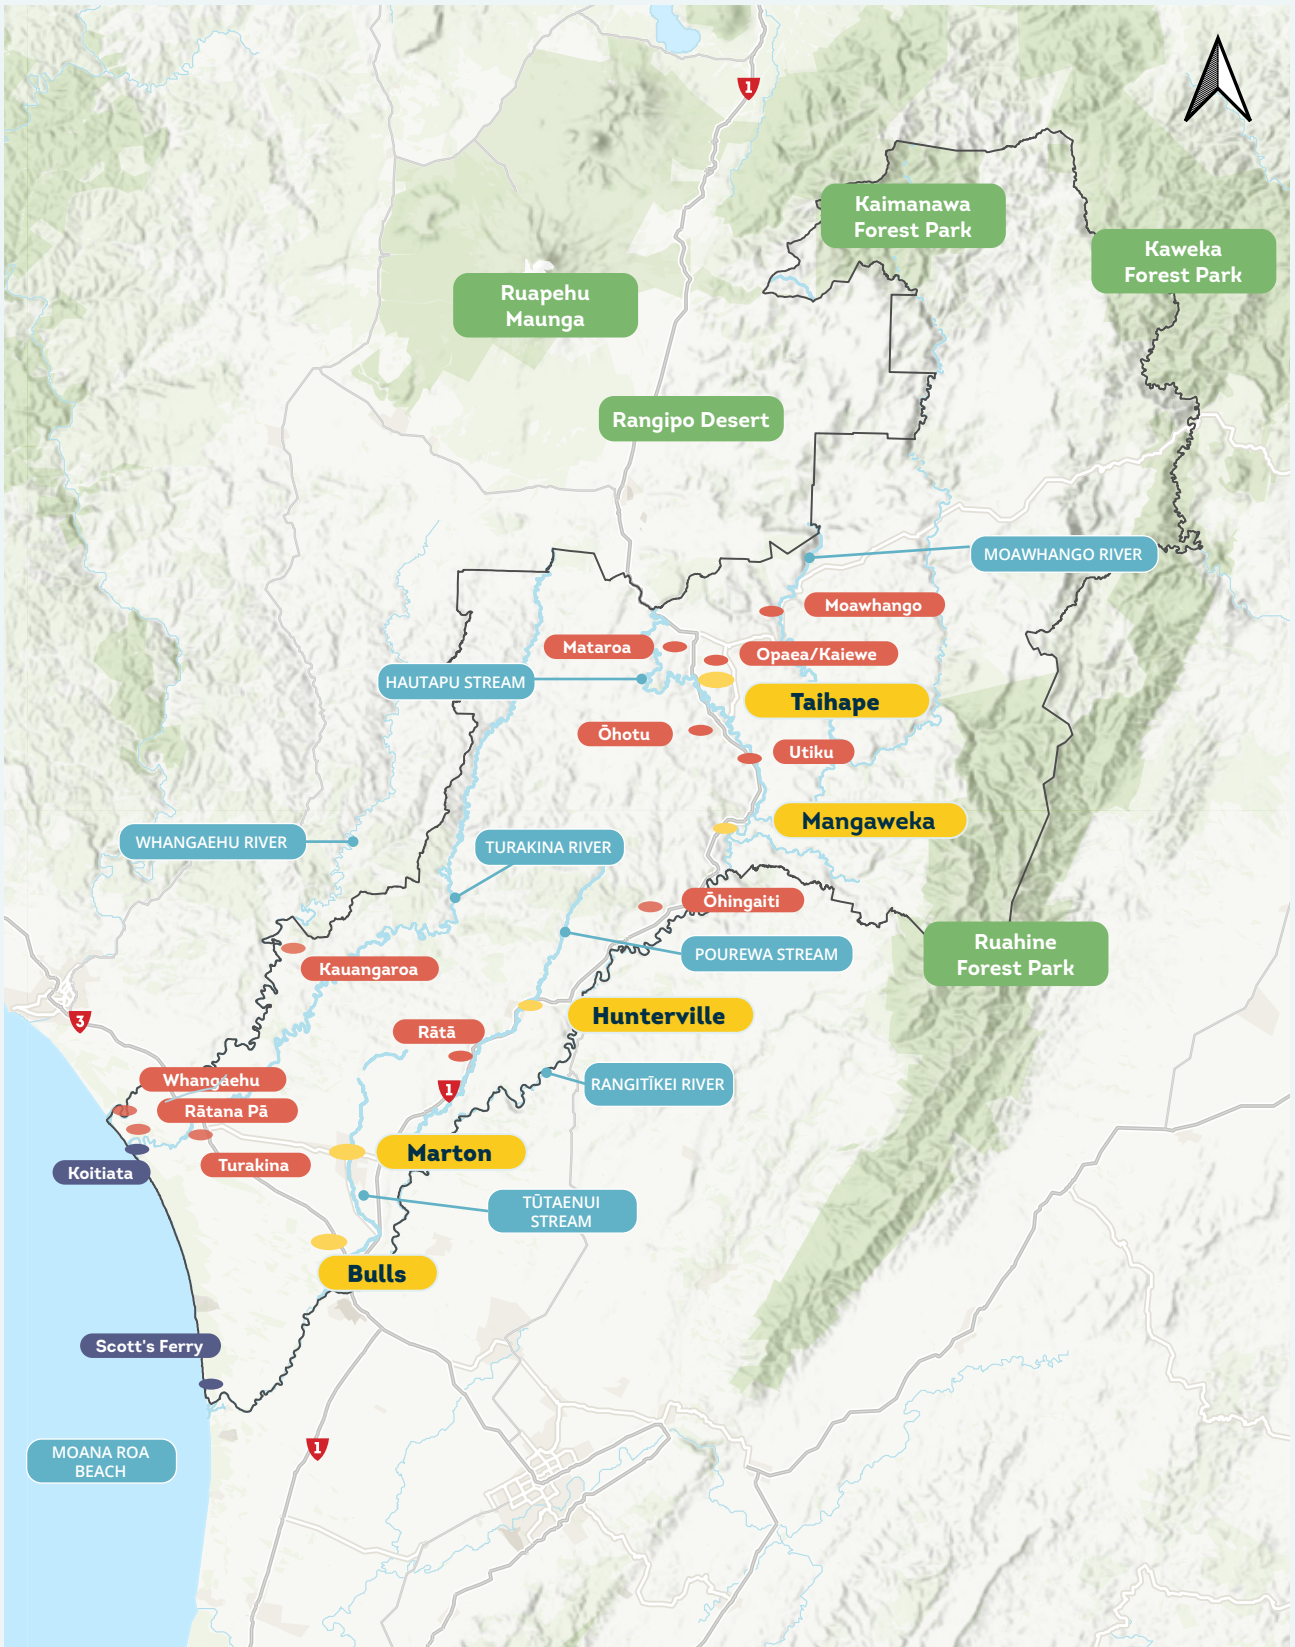 1
Kaimanawa
Forest Park
Kaweka
Forest Park
Ruapehu
Maunga
Rangipo Desert
MOAWHANGO RIVER
Moawhango
Mataroa
Opaea/Kaiewe
HAUTAPU STREAM
Taihape
Ōhotu
Utiku
Mangaweka
WHANGAEHU RIVER
TURAKINA RIVER
Ōhingaiti
Ruahine
Forest Park
POUREWA STREAM
Kauangaroa
Hunterville
3
Rātā
Whangaehu
1
RANGITĪKEI RIVER
Rātana Pā
Marton
Turakina
Koitiata
TŪTAENUI
STREAM
Bulls
Scott's Ferry
1
MOANA ROA
BEACH